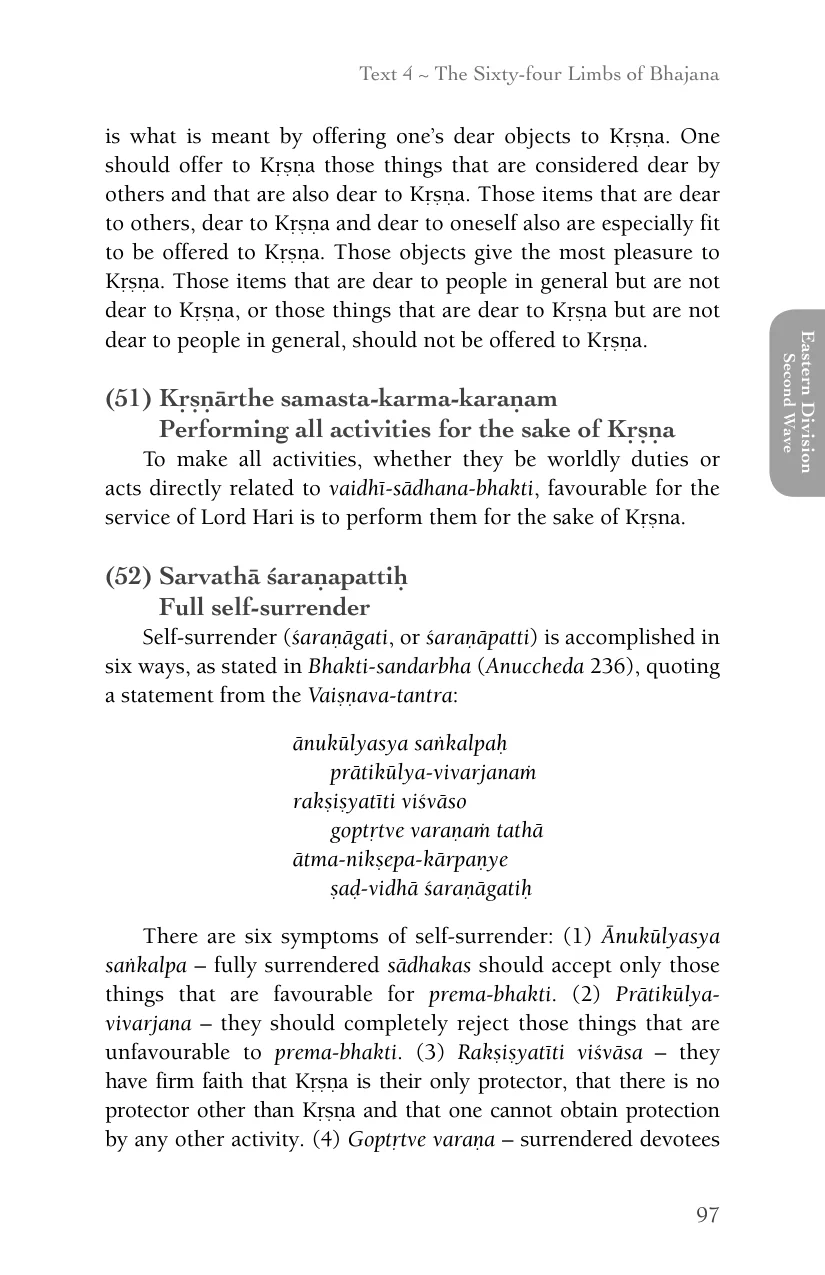 Text 4 ~ The Sixty-four Limbs of Bhajana
is what is meant by offering one’s dear objects to Kṛṣṇa. One
should offer to Kṛṣṇa those things that are considered dear by
others and that are also dear to Kṛṣṇa. Those items that are dear
to others, dear to Kṛṣṇa and dear to oneself also are especially fit
to be offered to Kṛṣṇa. Those objects give the most pleasure to
Kṛṣṇa. Those items that are dear to people in general but are not
dear to Kṛṣṇa, or those things that are dear to Kṛṣṇa but are not
dear to people in general, should not be offered to Kṛṣṇa.
(51) Kṛṣṇārthe samasta-karma-karaṇam
Performing all activities for the sake of Kṛṣṇa
To make all activities, whether they be worldly duties or
acts directly related to vaidhī-sādhana-bhakti, favourable for the
service of Lord Hari is to perform them for the sake of Kṛṣna.
(52) Sarvathā śaraṇapattiḥ
Full self-surrender
Self-surrender (śaraṇāgati, or śaraṇāpatti) is accomplished in
six ways, as stated in Bhakti-sandarbha (Anuccheda 236), quoting
a statement from the Vaiṣṇava-tantra:
ānukūlyasya saṅkalpaḥ
prātikūlya-vivarjanaṁ
rakṣiṣyatīti viśvāso
goptṛtve varaṇaṁ tathā
ātma-nikṣepa-kārpaṇye
ṣaḍ-vidhā śaraṇāgatiḥ
There are six symptoms of self-surrender: (1) Ānukūlyasya
saṅkalpa – fully surrendered sādhakas should accept only those
things that are favourable for prema-bhakti. (2) Prātikūlya-
vivarjana – they should completely reject those things that are
unfavourable to prema-bhakti. (3) Rakṣiṣyatīti viśvāsa – they
have firm faith that Kṛṣṇa is their only protector, that there is no
protector other than Kṛṣṇa and that one cannot obtain protection
by any other activity. (4) Goptṛtve varaṇa – surrendered devotees
97
Eastern Division
Second Wave